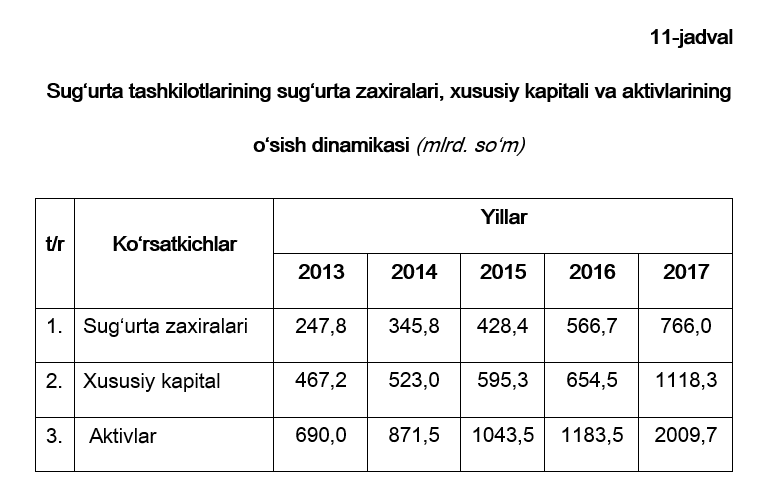 11-jadval
Sug‘urta tashkilotlarining sug‘urta zaxiralari, xususiy kapitali va aktivlarining
o‘sish dinamikasi (mlrd. so‘m)
t/r Ko‘rsatkichlar Yillar
2013 2014 2015 2016 2017
1. Sug‘urta zaxiralari 247,8 345,8 428,4 566,7 766,0
2. Xususiy kapital 467,2 523,0 595,3 654,5 1118,3
3. Aktivlar 690,0 871,5 1043,5 1183,5 2009,7